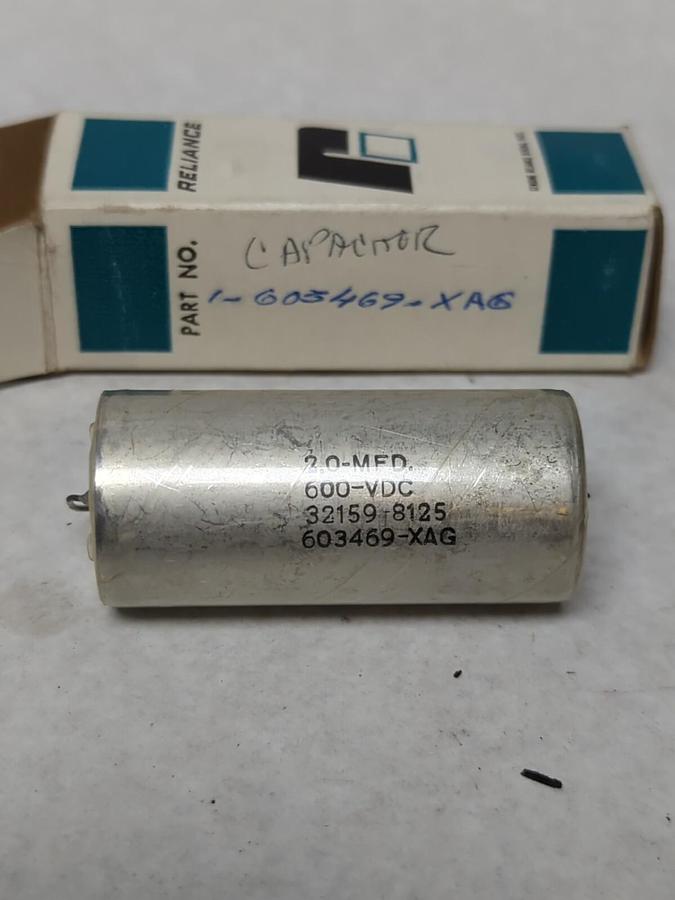 RELIANCE
PART NO.
CAPACITOR
1-603469-XAG
2.0-MFD.
600-VDC
32159-8125
603469-XAG